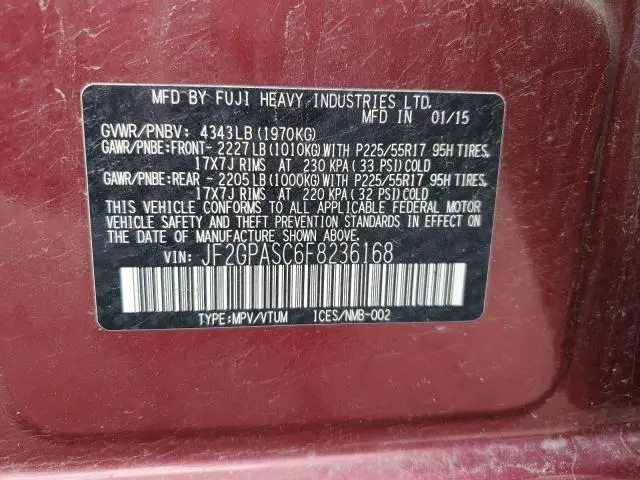 MFD BY FUJI HEAVY INDUSTRIES LTD.
MFD IN 01/15
GVWR/PNBV: 4343LB(1970KG)
GAWR/PNBE:FRONT- 2227LB(1010KG)WITH P225/55R17 95H TIRES,
17X7J RIMS AT 230 KPA(33 PSI)COLD
GAWR/PNBE:REAR - 2205LB(1000KG)WITH P225/55R17 95H TIRES,
17X7J RIMS AT 220 KPA(32 PSI)COLD
THIS VEHICLE CONFORMS TO ALL APPLICABLE FEDERAL MOTOR
VEHICLE SAFETY AND THEFT PREVENTION STANDARDS IN EFFECT ON
THE DATE OF MANUFACTURE SHOWN ABOVE.
VIN: JF2GPASC6F8236168
TYPE:MPV/VTUM ICES/NMB-002